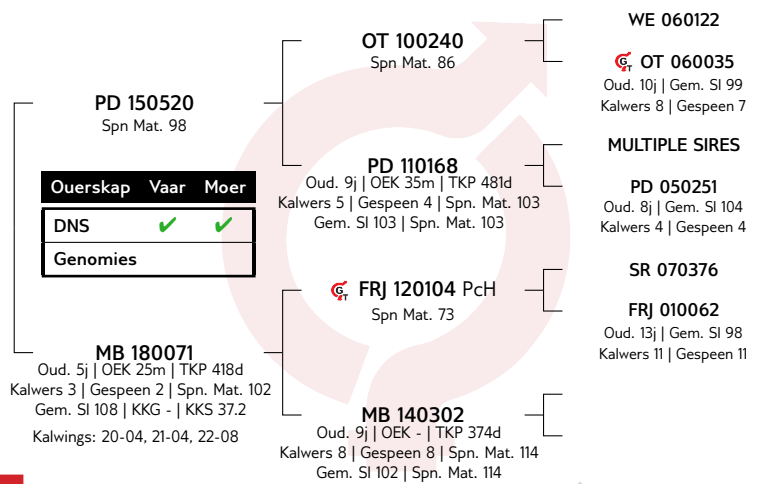 PD 150520
Spn Mat. 98
Ouerskap Vaar Moer
DNS ✔ ✔
Genomies
MB 180071
Oud. 5j | OEK 25m | TKP 418d
Kalwers 3 | Gespeen 2 | Spn. Mat. 102
Gem. SI 108 | KKG - | KKS 37.2
Kalwings: 20-04, 21-04, 22-08
OT 100240
Spn Mat. 86
PD 110168
Oud. 9j | OEK 35m | TKP 481d
Kalwers 5 | Gespeen 4 | Spn. Mat. 103
Gem. SI 103 | Spn. Mat. 103
GT FRJ 120104 PcH
Spn Mat. 73
MB 140302
Oud. 9j | OEK - | TKP 374d
Kalwers 8 | Gespeen 8 | Spn. Mat. 114
Gem. SI 102 | Spn. Mat. 114
WE 060122
GT OT 060035
Oud. 10j | Gem. SI 99
Kalwers 8 | Gespeen 7
MULTIPLE SIRES
PD 050251
Oud. 8j | Gem. SI 104
Kalwers 4 | Gespeen 4
SR 070376
FRJ 010062
Oud. 13j | Gem. SI 98
Kalwers 11 | Gespeen 11